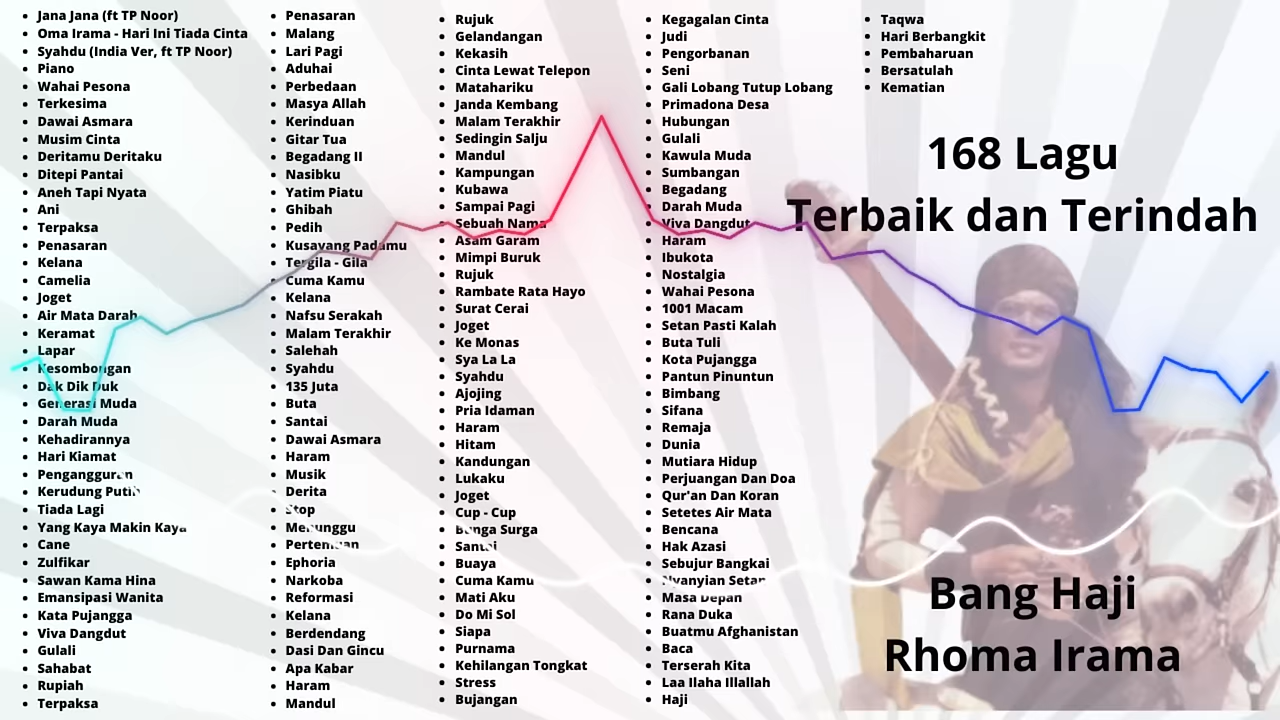 Jana Jana (ft TP Noor)
Oma Irama - Hari Ini Tiada Cinta
Syahdu (India Ver, ft TP Noor)
Piano
Wahai Pesona
Terkesima
Dawai Asmara
Musim Cinta
Deritamu Deritaku
Ditepi Pantai
Aneh Tapi Nyata
Ani
Terpaksa
Penasaran
Kelana
Camelia
Joget
Air Mata Darah
Keramat
Lapar
Kesombongan
Dak Dik Duk
Generasi Muda
Darah Muda
Kehadirannya
Hari Kiamat
Pengangguran
Kerudung Putih
Tiada Lagi
Yang Kaya Makin Kaya
Cane
Zulfikar
Sawan Kama Hina
Emansipasi Wanita
Kata Pujangga
Viva Dangdut
Gulali
Sahabat
Rupiah
Terpaksa
Penasaran
Malang
Lari Pagi
Aduhai
Perbedaan
Masya Allah
Kerinduan
Gitar Tua
Begadang II
Nasibku
Yatim Piatu
Ghibah
Pedih
Kusayang Padamu
Tergila - Gila
Cuma Kamu
Kelana
Nafsu Serakah
Malam Terakhir
Salehah
Syahdu
135 Juta
Buta
Santai
Dawai Asmara
Haram
Musik
Derita
Stop
Menunggu
Pertemuan
Ephoria
Narkoba
Reformasi
Kelana
Berdendang
Dasi Dan Gincu
Apa Kabar
Haram
Mandul
Rujuk
Gelandangan
Kekasih
Cinta Lewat Telepon
Matahariku
Janda Kembang
Malam Terakhir
Sedingin Salju
Mandul
Kampungan
Kubawa
Sampai Pagi
Sebuah Nama
Asam Garam
Mimpi Buruk
Rujuk
Rambate Rata Hayo
Surat Cerai
Joget
Ke Monas
Sya La La
Syahdu
Ajojing
Pria Idaman
Haram
Hitam
Kandungan
Lukaku
Joget
Cup - Cup
Bunga Surga
Santai
Buaya
Cuma Kamu
Mati Aku
Do Mi Sol
Siapa
Purnama
Kehilangan Tongkat
Stress
Bujangan
Kegagalan Cinta
Judi
Pengorbanan
Seni
Gali Lobang Tutup Lobang
Primadona Desa
Hubungan
Gulali
Kawula Muda
Sumbangan
Begadang
Darah Muda
Viva Dangdut
Haram
Ibukota
Nostalgia
Wahai Pesona
1001 Macam
Setan Pasti Kalah
Buta Tuli
Kota Pujangga
Pantun Pinuntun
Bimbang
Sifana
Remaja
Dunia
Mutiara Hidup
Perjuangan Dan Doa
Qur'an Dan Koran
Setetes Air Mata
Bencana
Hak Azasi
Sebujur Bangkai
Nyanyian Setan
Masa Depan
Rana Duka
Buatmu Afghanistan
Baca
Terserah Kita
Laa Ilaha Illallah
Haji
Taqwa
Hari Berbangkit
Pembaharuan
Bersatulah
Kematian
168 Lagu
Terbaik dan Terindah
Bang Haji
Rhoma Irama